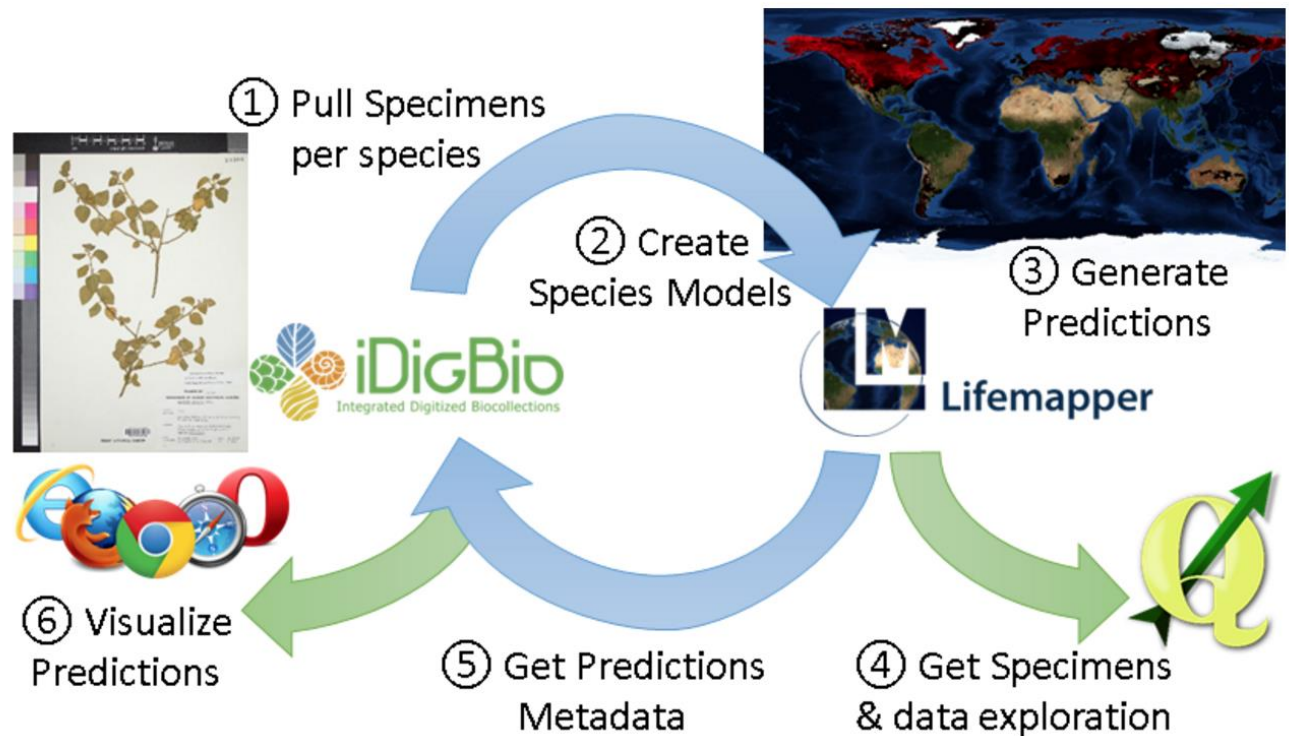 ① Pull Specimens
per species
② Create
Species Models
③ Generate
Predictions
iDigBio
Integrated Digitized Biocollections
LM
Lifemapper
⑥ Visualize
Predictions
⑤ Get Predictions
Metadata
④ Get Specimens
& data exploration